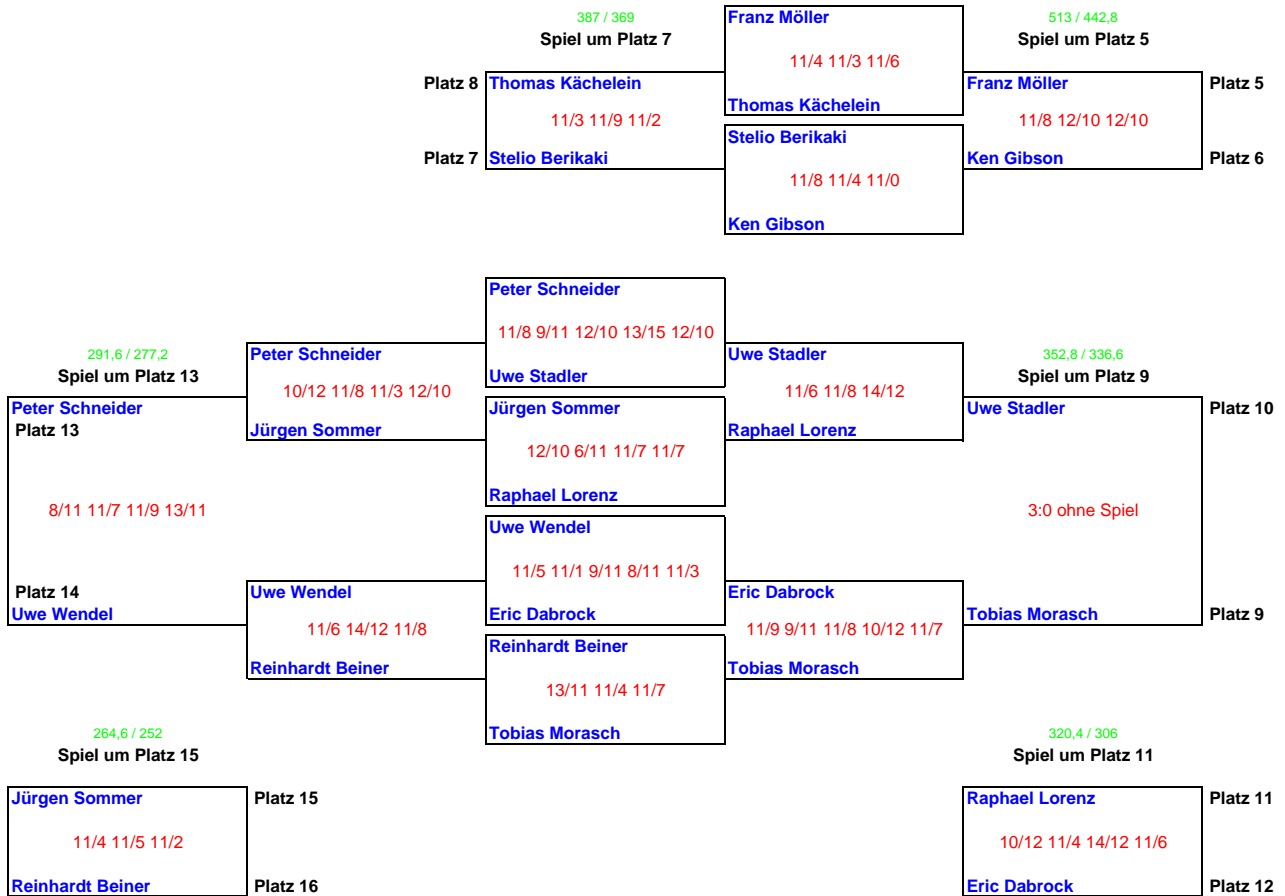 387 / 369 Franz Möller 513 / 442,8
Spiel um Platz 7 Spiel um Platz 5
11/4 11/3 11/6
Platz 8 Thomas Kächelein Franz Möller Platz 5
Thomas Kächelein
11/3 11/9 11/2 11/8 12/10 12/10
Stelio Berikaki
Platz 7 Stelio Berikaki Ken Gibson Platz 6
11/8 11/4 11/0
Ken Gibson
Peter Schneider
11/8 9/11 12/10 13/15 12/10
291,6 / 277,2 Peter Schneider Uwe Stadler 352,8 / 336,6
Spiel um Platz 13 Uwe Stadler Spiel um Platz 9
10/12 11/8 11/3 12/10 11/6 11/8 14/12
Peter Schneider Jürgen Sommer Uwe Stadler Platz 10
Platz 13 Jürgen Sommer Raphael Lorenz
12/10 6/11 11/7 11/7
Raphael Lorenz
8/11 11/7 11/9 13/11 3:0 ohne Spiel
Uwe Wendel
11/5 11/1 9/11 8/11 11/3
Platz 14 Uwe Wendel Eric Dabrock
Uwe Wendel Eric Dabrock Tobias Morasch Platz 9
11/6 14/12 11/8 11/9 9/11 11/8 10/12 11/7
Reinhardt Beiner
Reinhardt Beiner Tobias Morasch
13/11 11/4 11/7
264,6 / 252 Tobias Morasch 320,4 / 306
Spiel um Platz 15 Spiel um Platz 11
Jürgen Sommer Platz 15 Raphael Lorenz Platz 11
11/4 11/5 11/2 10/12 11/4 14/12 11/6
Reinhardt Beiner Platz 16 Eric Dabrock Platz 12